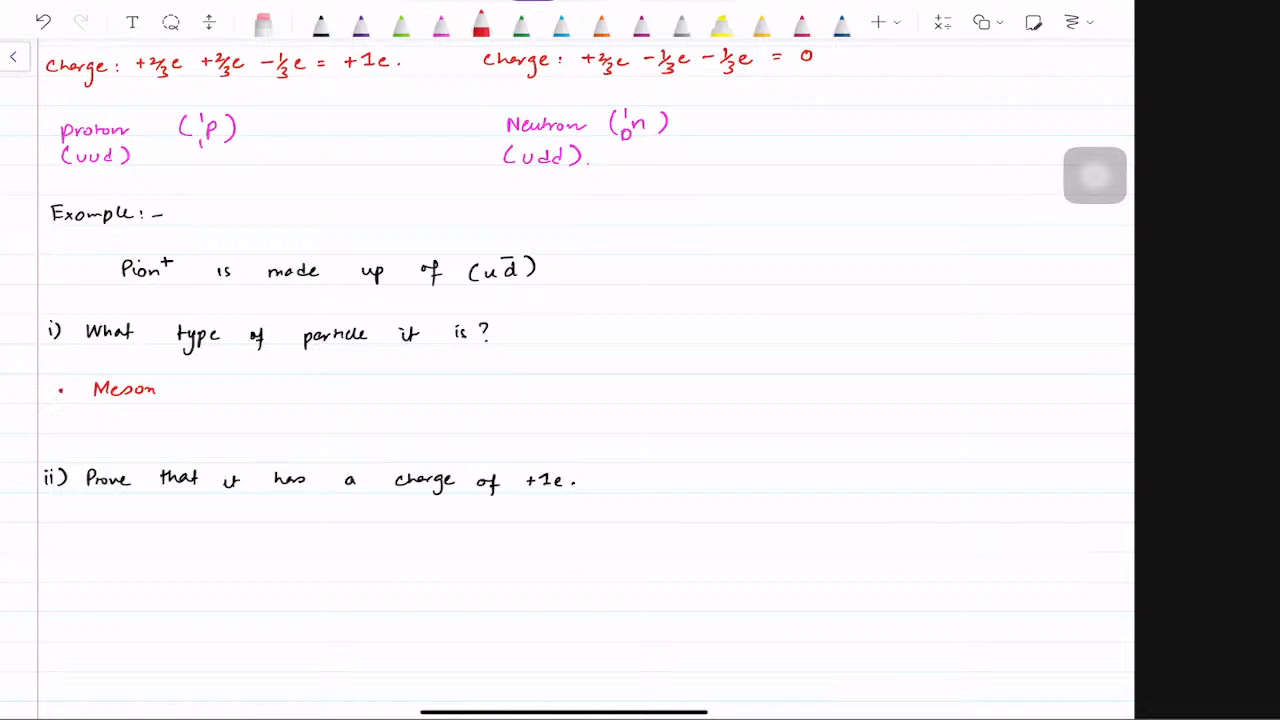 charge: +2/3e +2/3e -1/3e = +1e. charge: +2/3e -1/3e -1/3e = 0
Proton (¹₁P) Neutron (¹₀n)
(uud) (udd).
Example:-
Pion⁺ is made up of (ud̄)
i) What type of particle it is?
• Meson
ii) Prove that it has a charge of +1e.